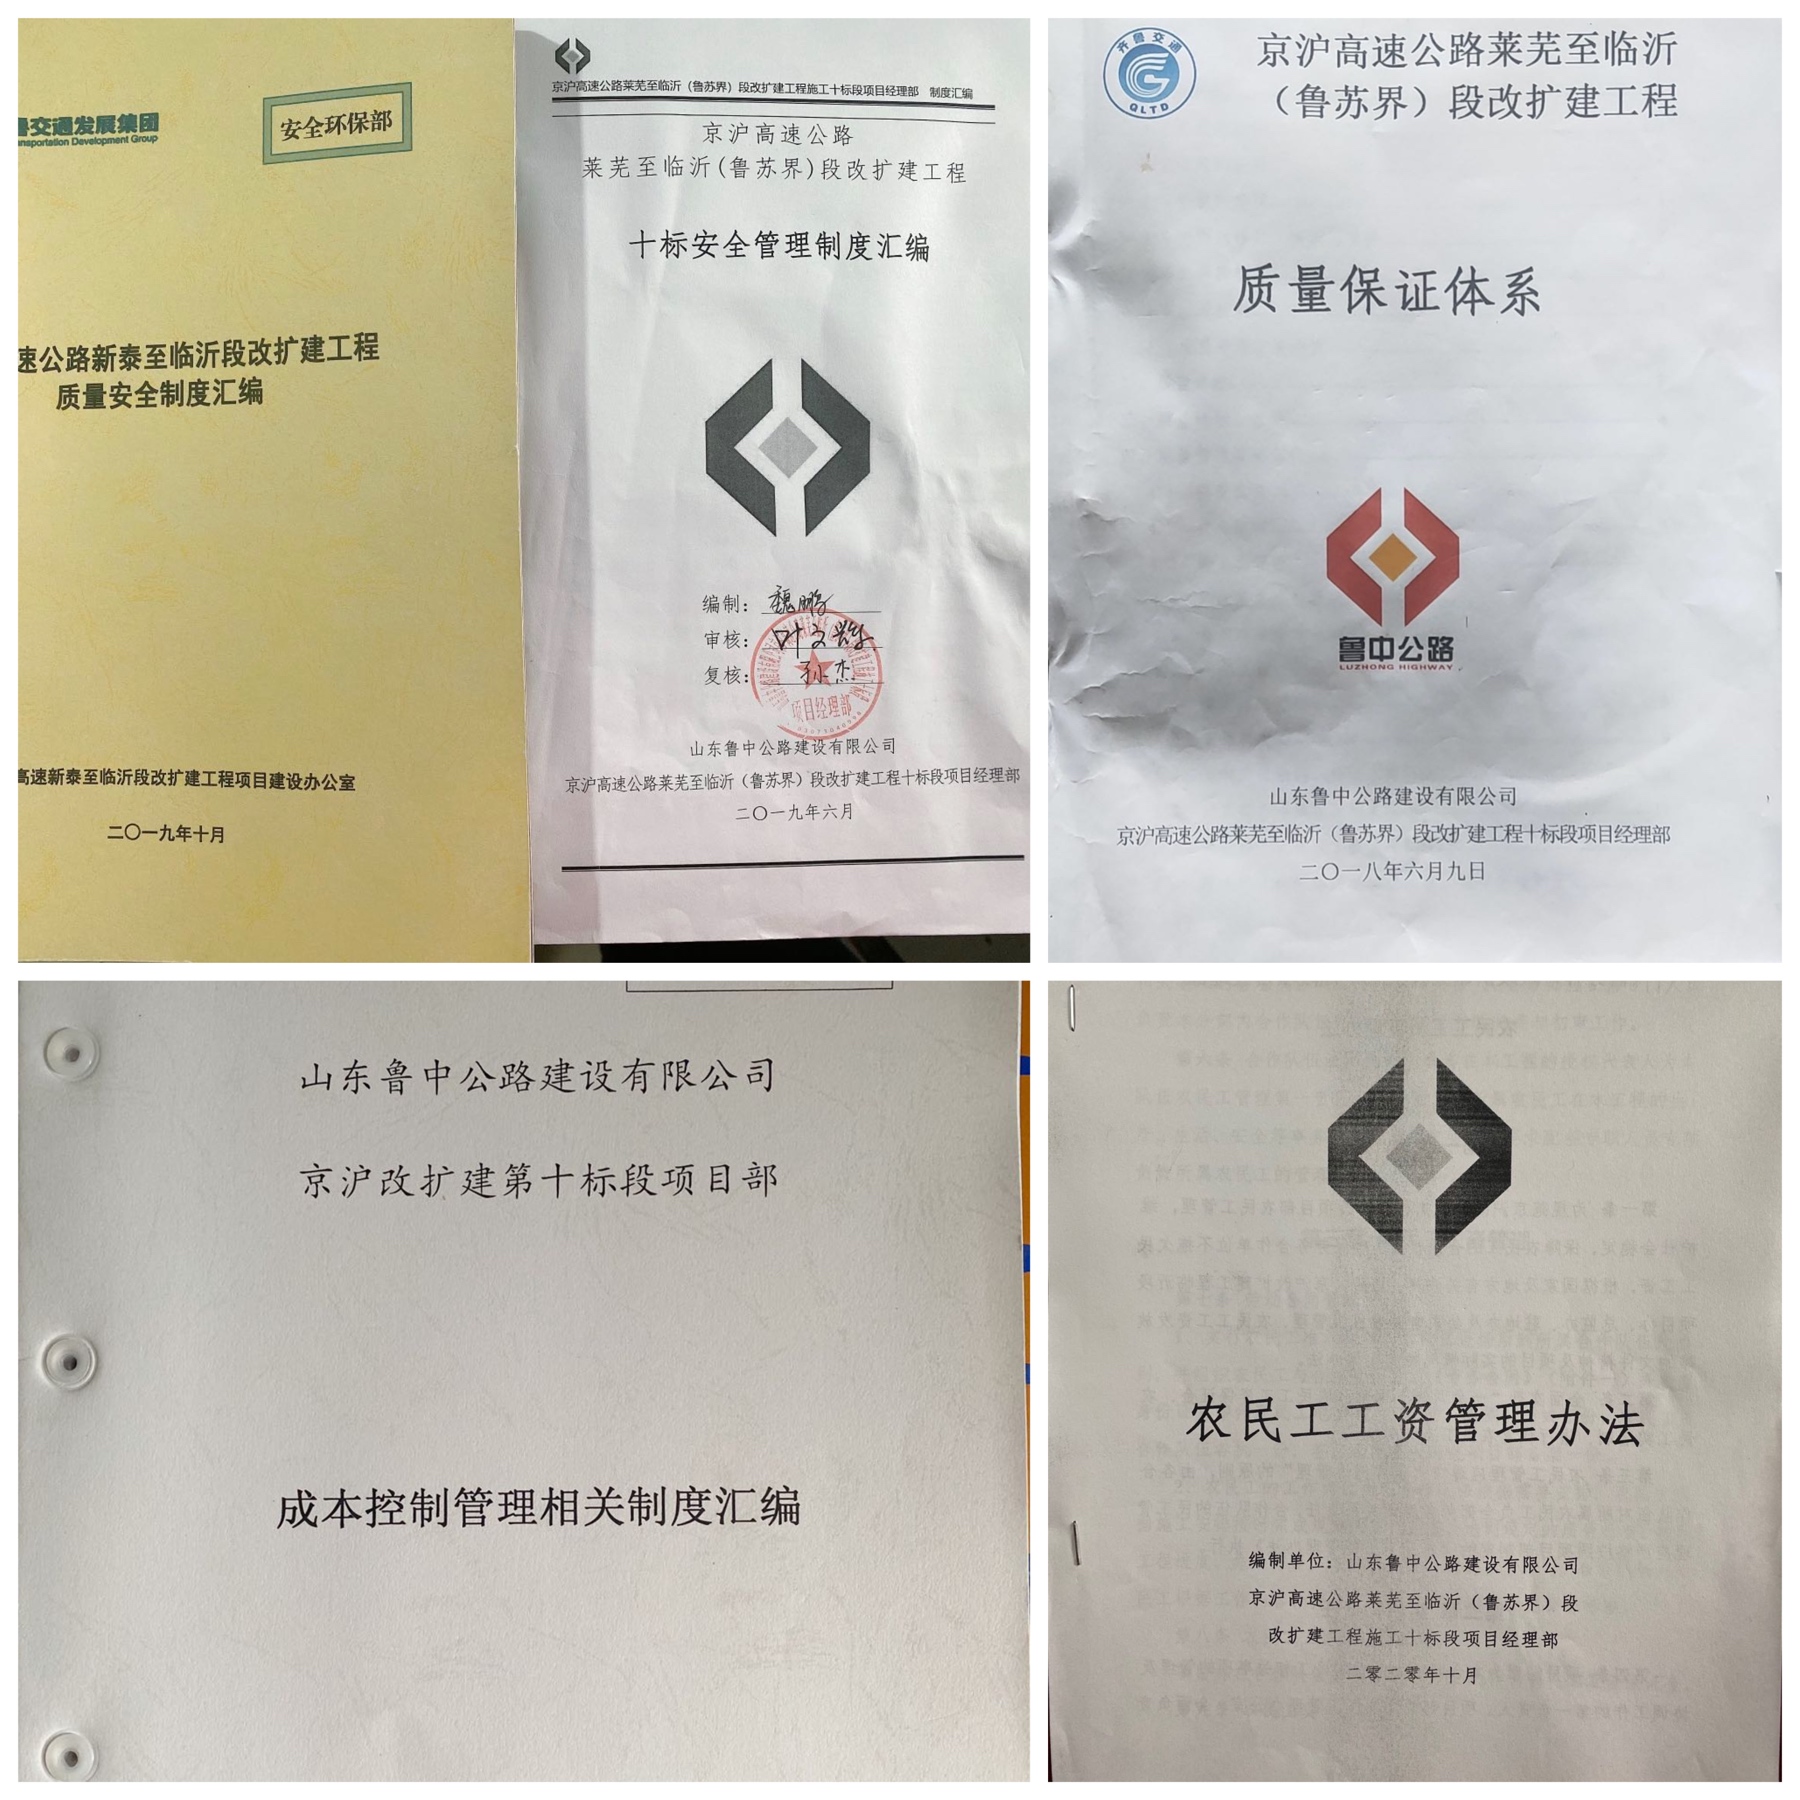 鲁交通发展集团
ansportation Development Group
安全环保部
速公路新泰至临沂段改扩建工程
质量安全制度汇编
高速新泰至临沂段改扩建工程项目建设办公室
二〇一九年十月
京沪高速公路莱芜至临沂（鲁苏界）段改扩建工程施工十标段项目经理部 制度汇编
京沪高速公路
莱芜至临沂(鲁苏界)段改扩建工程
十标安全管理制度汇编
编制：魏鹏
审核：
复核：孙杰
项目经理部
山东鲁中公路建设有限公司
京沪高速公路莱芜至临沂（鲁苏界）段改扩建工程十标段项目经理部
二〇一九年六月
齐鲁交通
QLTD
京沪高速公路莱芜至临沂
（鲁苏界）段改扩建工程
质量保证体系
鲁中公路
LUZHONG HIGHWAY
山东鲁中公路建设有限公司
京沪高速公路莱芜至临沂（鲁苏界）段改扩建工程十标段项目经理部
二〇一八年六月九日
山东鲁中公路建设有限公司
京沪改扩建第十标段项目部
成本控制管理相关制度汇编
农民工工资管理办法
编制单位：山东鲁中公路建设有限公司
京沪高速公路莱芜至临沂（鲁苏界）段
改扩建工程施工十标段项目经理部
二零二零年十月